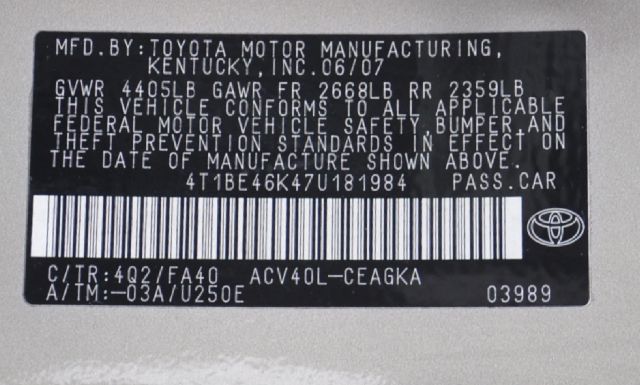 MFD.BY: TOYOTA MOTOR MANUFACTURING,
KENTUCKY, INC. 06/07
GVWR 4405LB GAWR FR 2668LB RR 2359LB
THIS VEHICLE CONFORMS TO ALL APPLICABLE
FEDERAL MOTOR VEHICLE SAFETY, BUMPER, AND
THEFT PREVENTION STANDARDS IN EFFECT ON
THE DATE OF MANUFACTURE SHOWN ABOVE.
4T1BE46K47U181984 PASS.CAR
C/TR:4Q2/FA40 ACV40L-CEAGKA
A/TM:-03A/U250E 03989